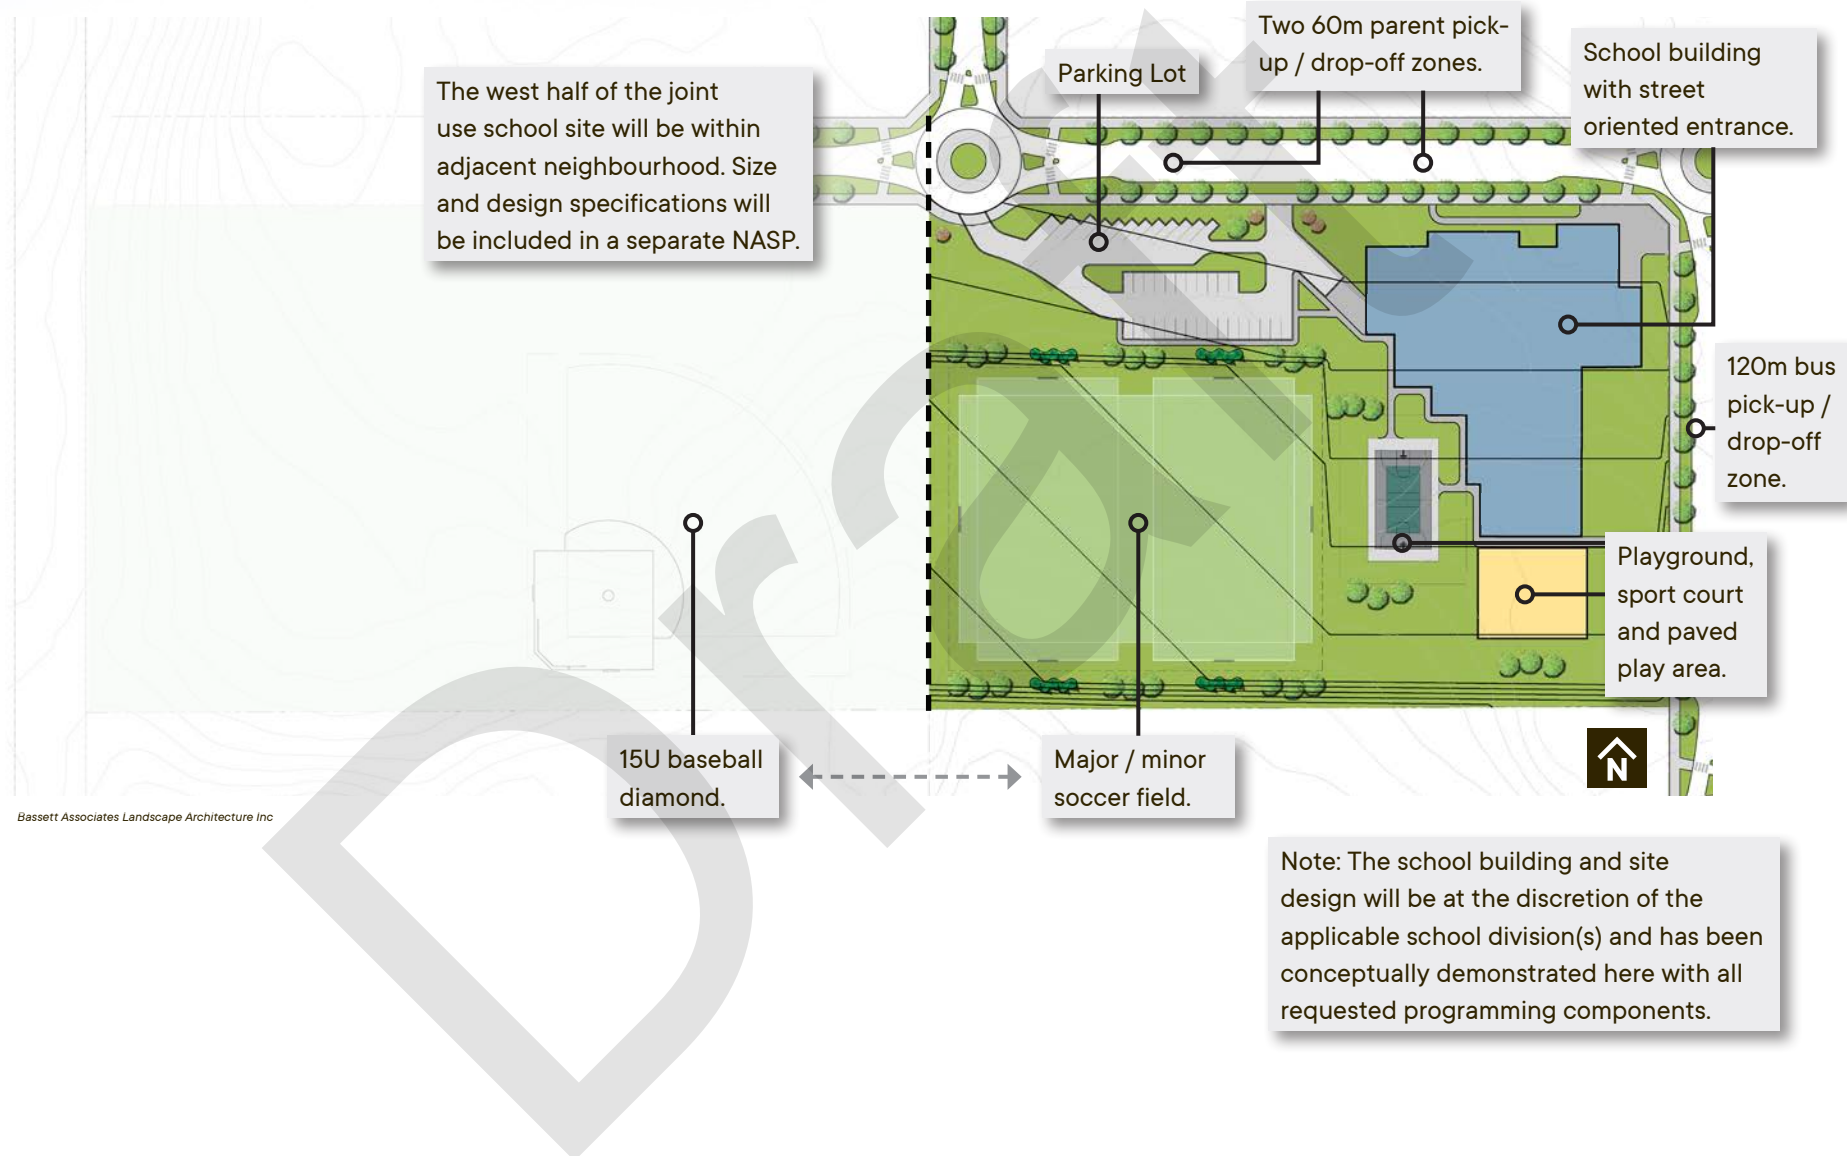 Two 60m parent pick-
up / drop-off zones.
School building
with street
oriented entrance.
Parking Lot
The west half of the joint
use school site will be within
adjacent neighbourhood. Size
and design specifications will
be included in a separate NASP.
120m bus
pick-up /
drop-off
zone.
Playground,
sport court
and paved
play area.
15U baseball
diamond.
Major / minor
soccer field.
N
Bassett Associates Landscape Architecture Inc
Note: The school building and site
design will be at the discretion of the
applicable school division(s) and has been
conceptually demonstrated here with all
requested programming components.
Draft